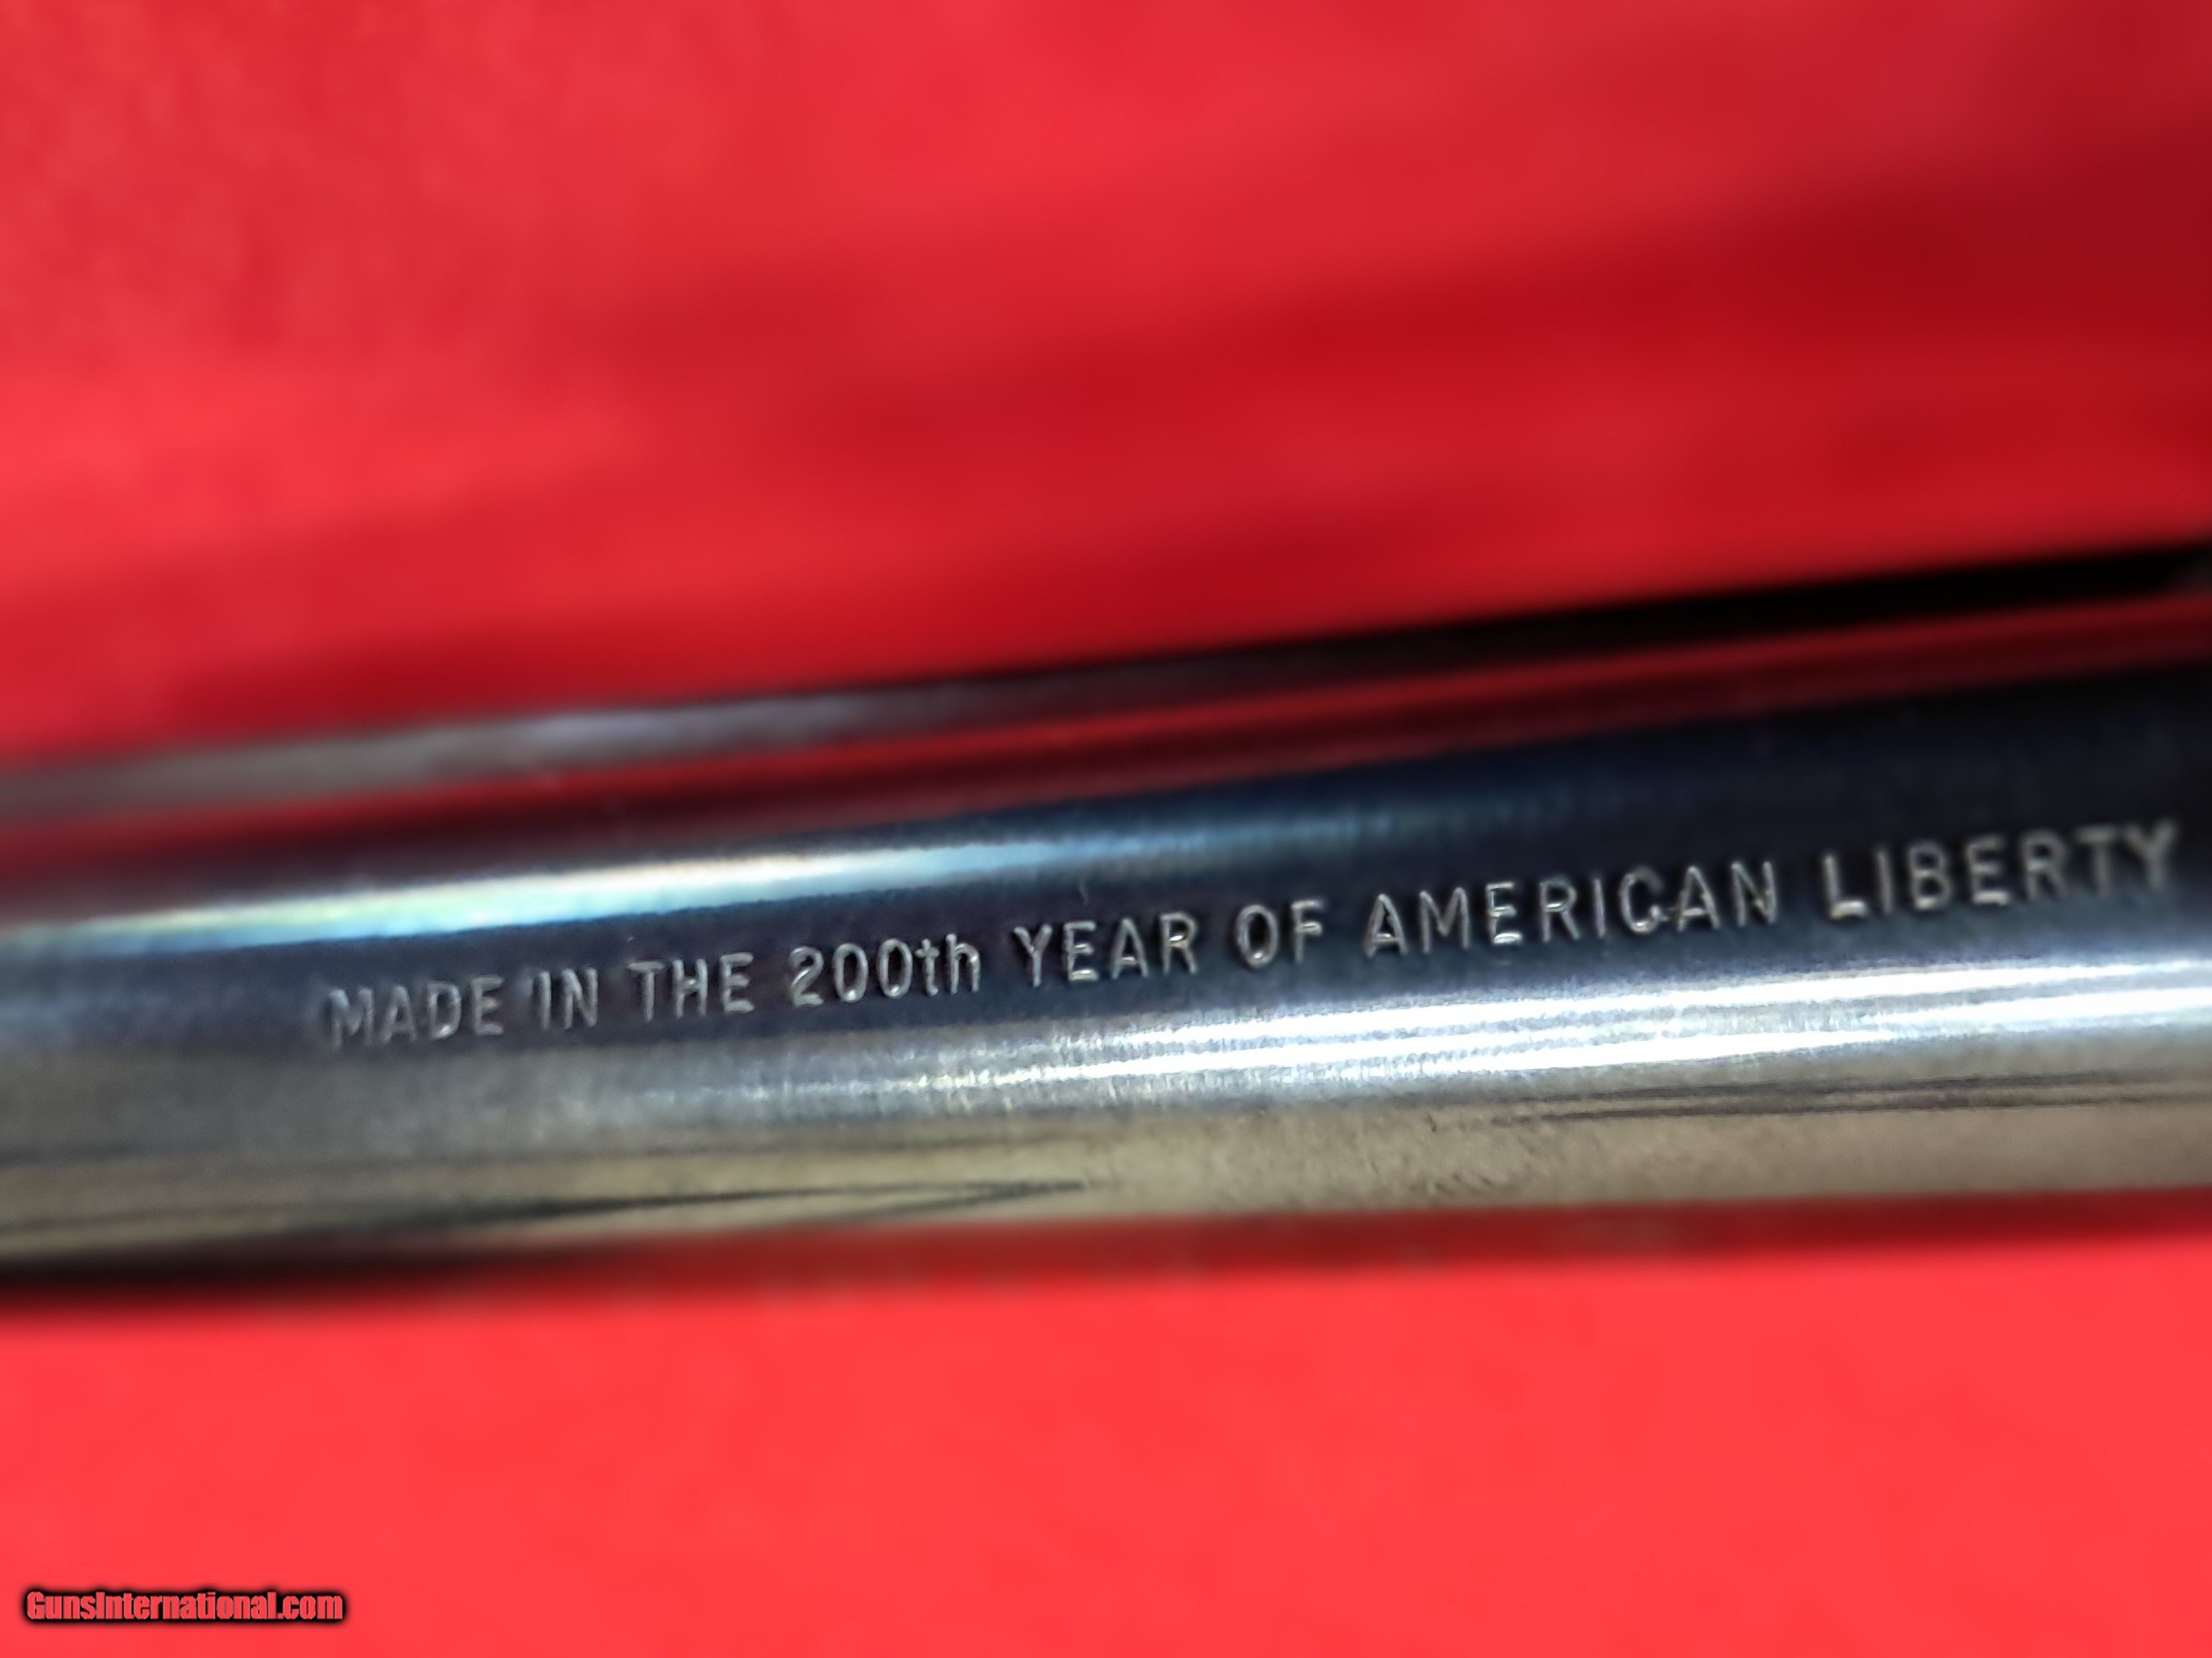 MADE IN THE 200th YEAR OF AMERICAN LIBERTY
GunsInternational.com